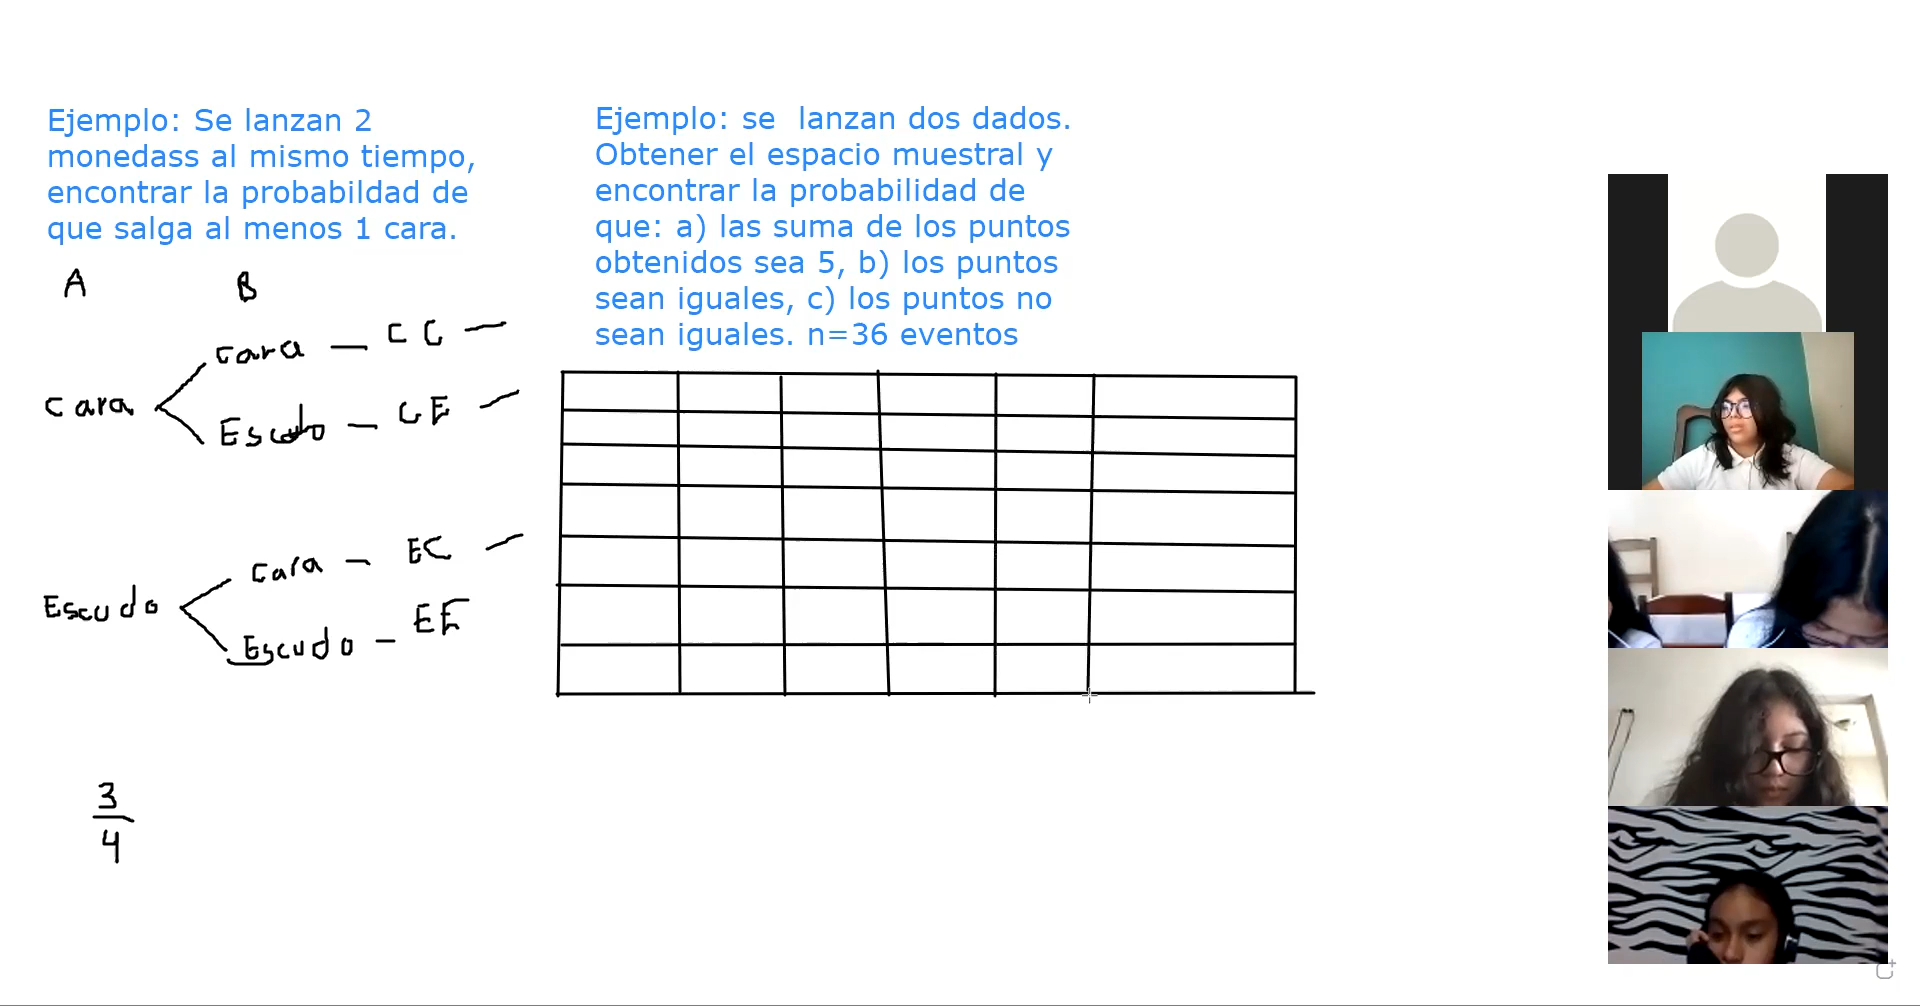 Ejemplo: Se lanzan 2
monedass al mismo tiempo,
encontrar la probabildad de
que salga al menos 1 cara.
A B
cara — CC —
cara
Escudo — CE —
cara — EC —
Escudo
Escudo — EE
3
4
Ejemplo: se  lanzan dos dados.
Obtener el espacio muestral y
encontrar la probabilidad de
que: a) las suma de los puntos
obtenidos sea 5, b) los puntos
sean iguales, c) los puntos no
sean iguales. n=36 eventos